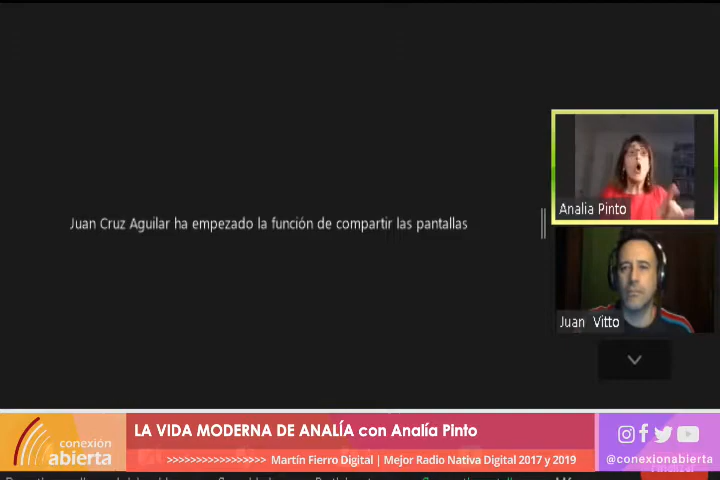 Juan Cruz Aguilar ha empezado la función de compartir las pantallas
Analia Pinto
Juan Vitto
conexión
abierta
LA VIDA MODERNA DE ANALÍA con Analía Pinto
>>>>>>>>>>>>>>>>> Martín Fierro Digital | Mejor Radio Nativa Digital 2017 y 2019
@conexionabierta